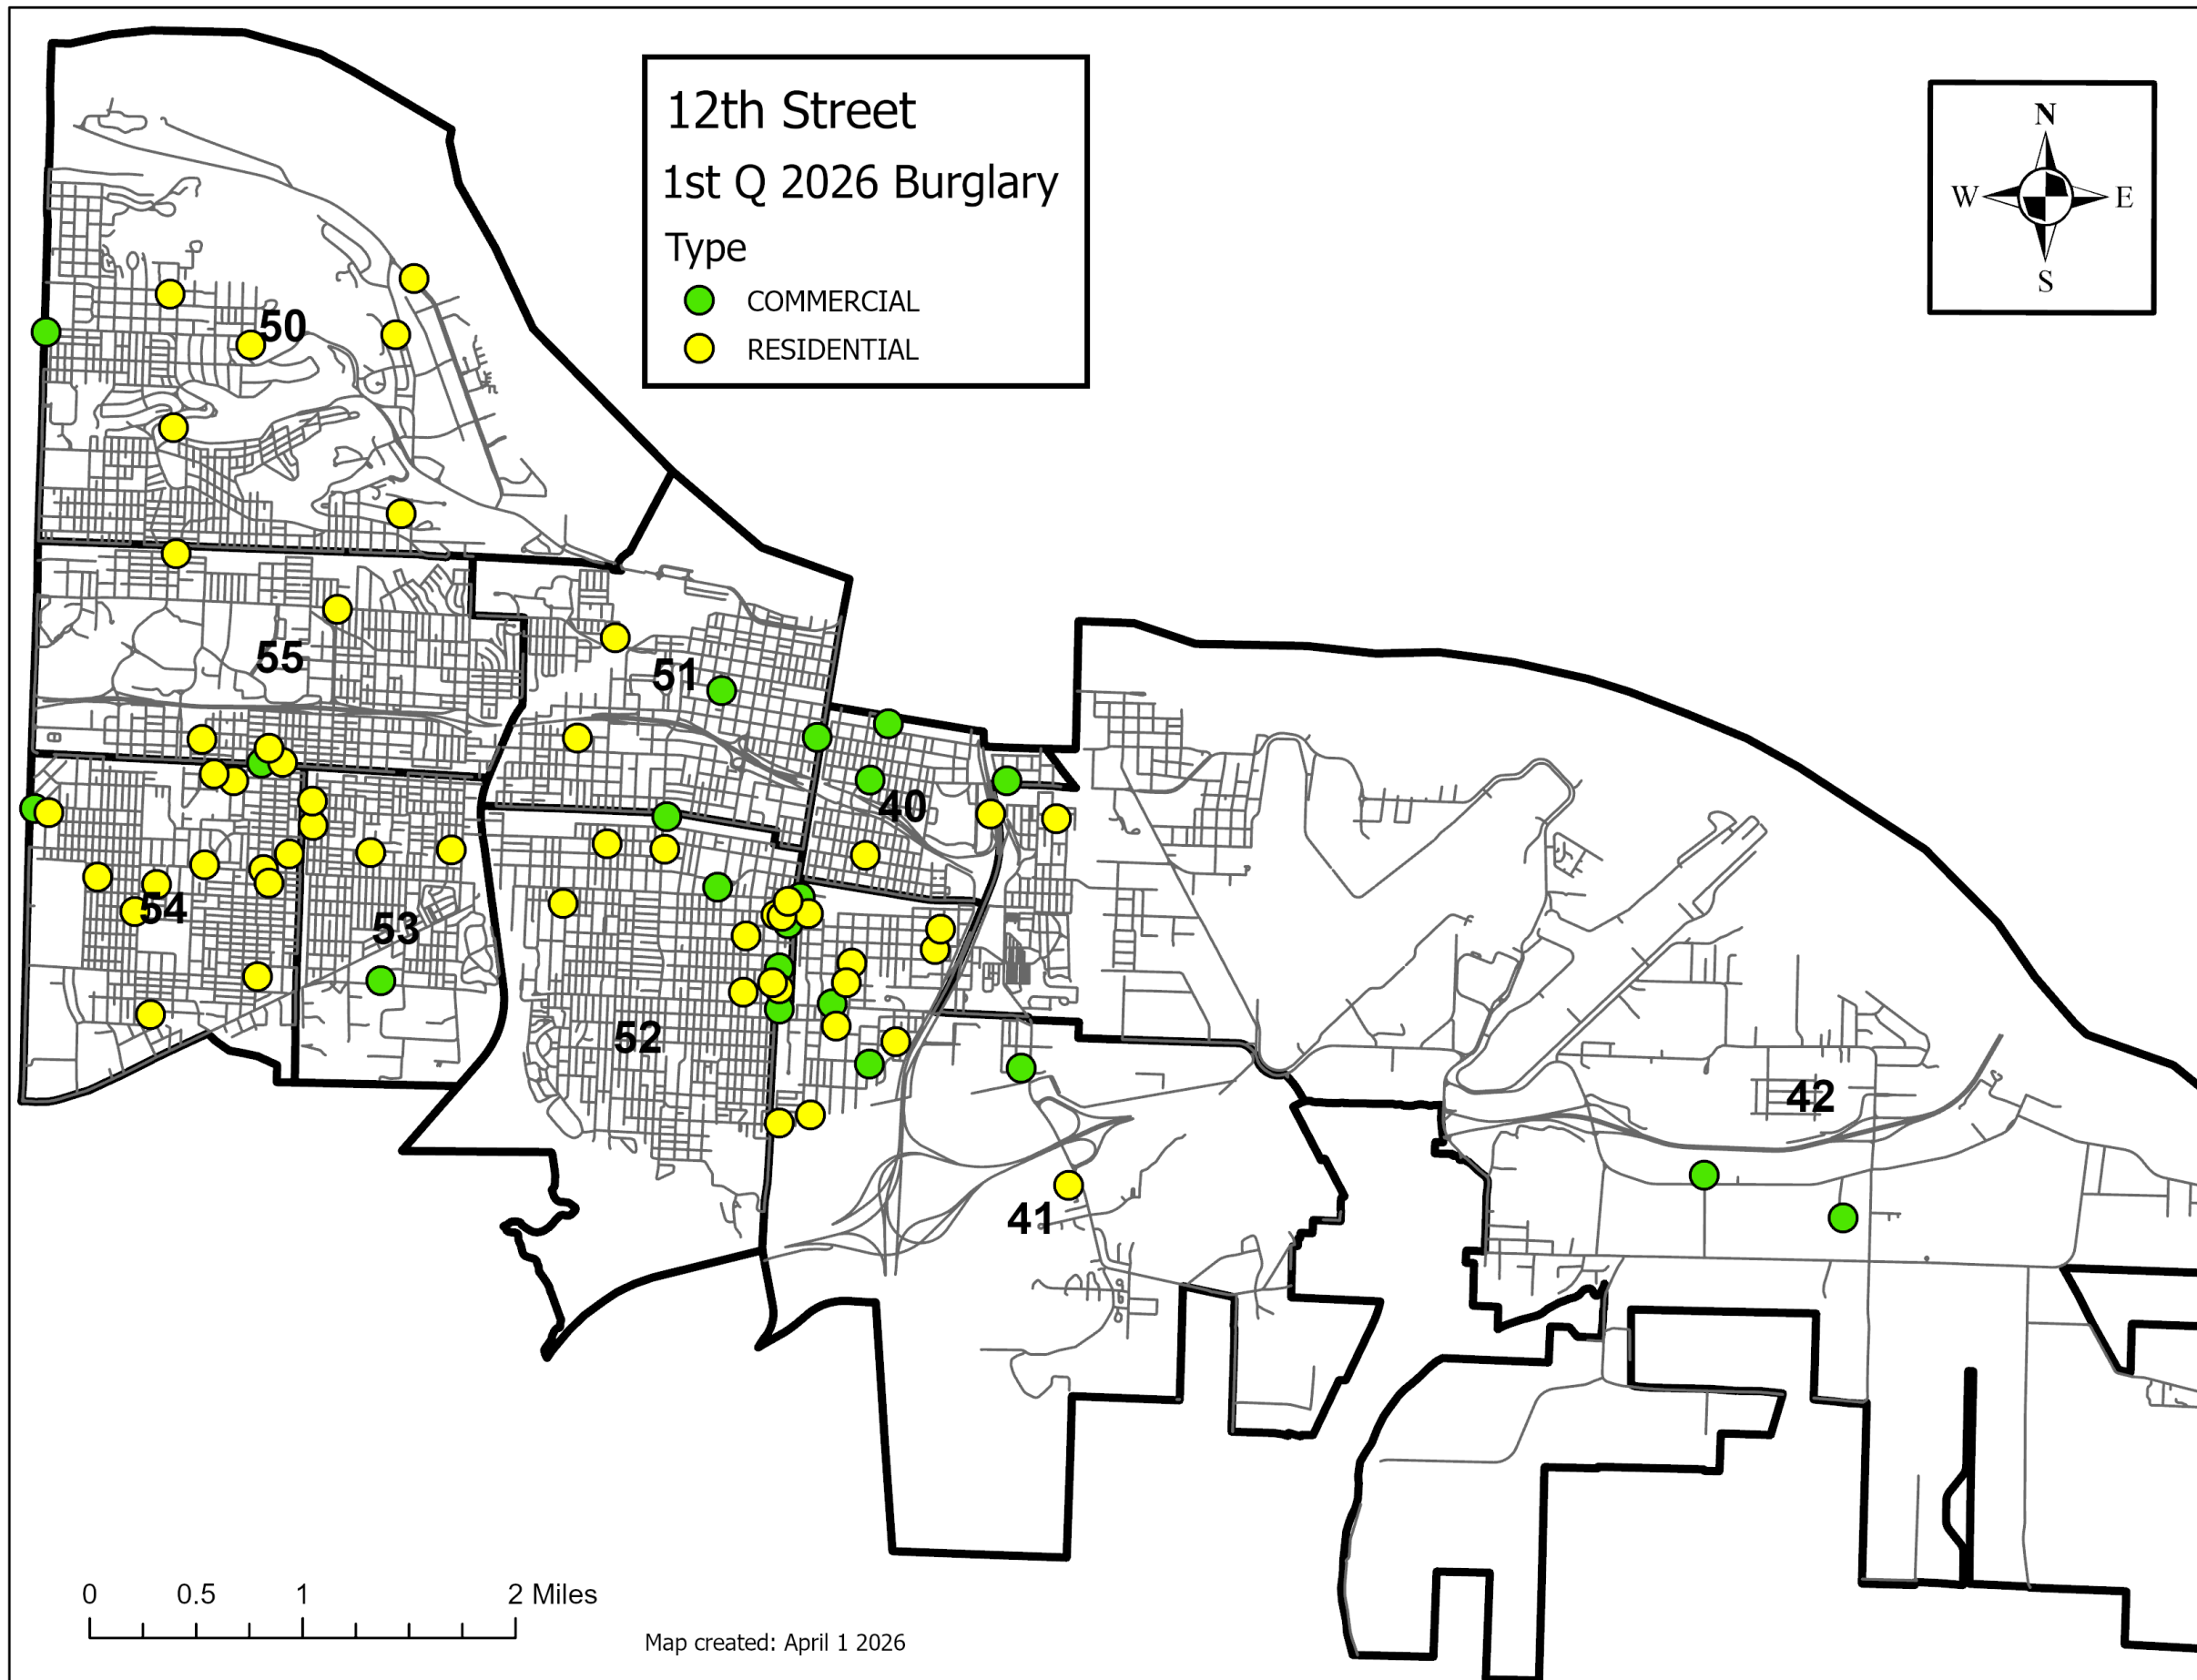 12th Street
1st Q 2026 Burglary
Type
COMMERCIAL
RESIDENTIAL
N
W E
S
50
55
51
40
54
53
52
42
41
0 0.5 1 2 Miles
Map created: April 1 2026